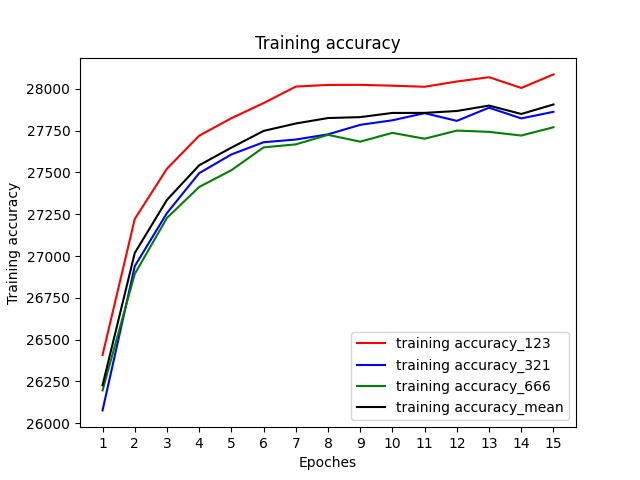 Training accuracy
Training accuracy
28000
27750
27500
27250
27000
26750
26500
26250
26000
1 2 3 4 5 6 7 8 9 10 11 12 13 14 15
Epoches
training accuracy_123
training accuracy_321
training accuracy_666
training accuracy_mean